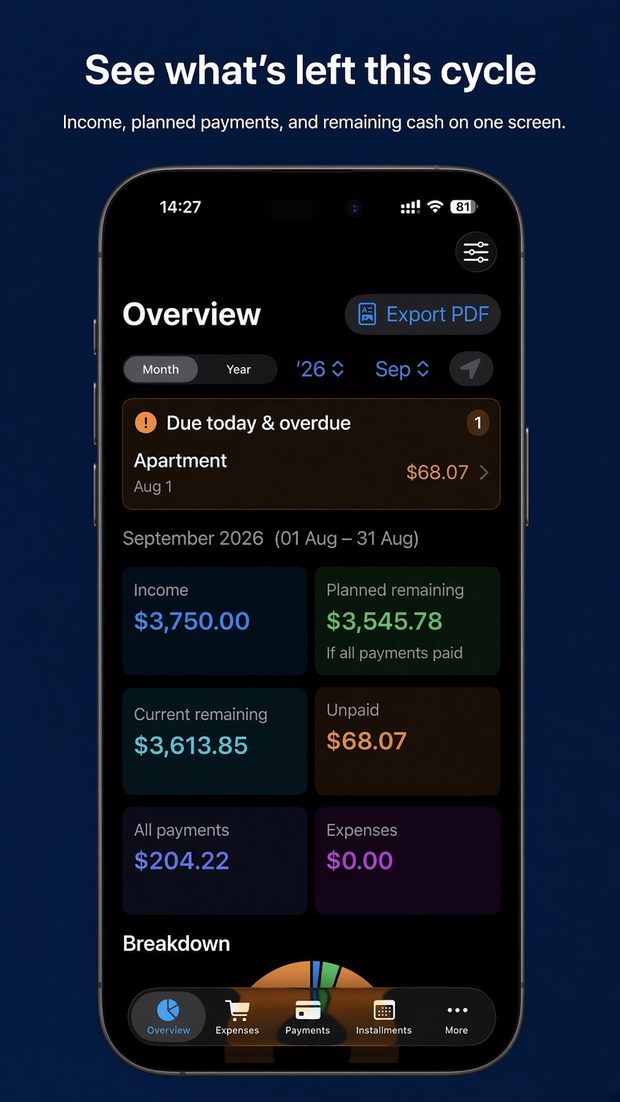 See what's left this cycle
Income, planned payments, and remaining cash on one screen.
14:27
81
Overview
Export PDF
Month
Year
'26
Sep
Due today & overdue
1
Apartment
$68.07
Aug 1
September 2026 (01 Aug – 31 Aug)
Income
$3,750.00
Planned remaining
$3,545.78
If all payments paid
Current remaining
$3,613.85
Unpaid
$68.07
All payments
$204.22
Expenses
$0.00
Breakdown
Overview
Expenses
Payments
Installments
More